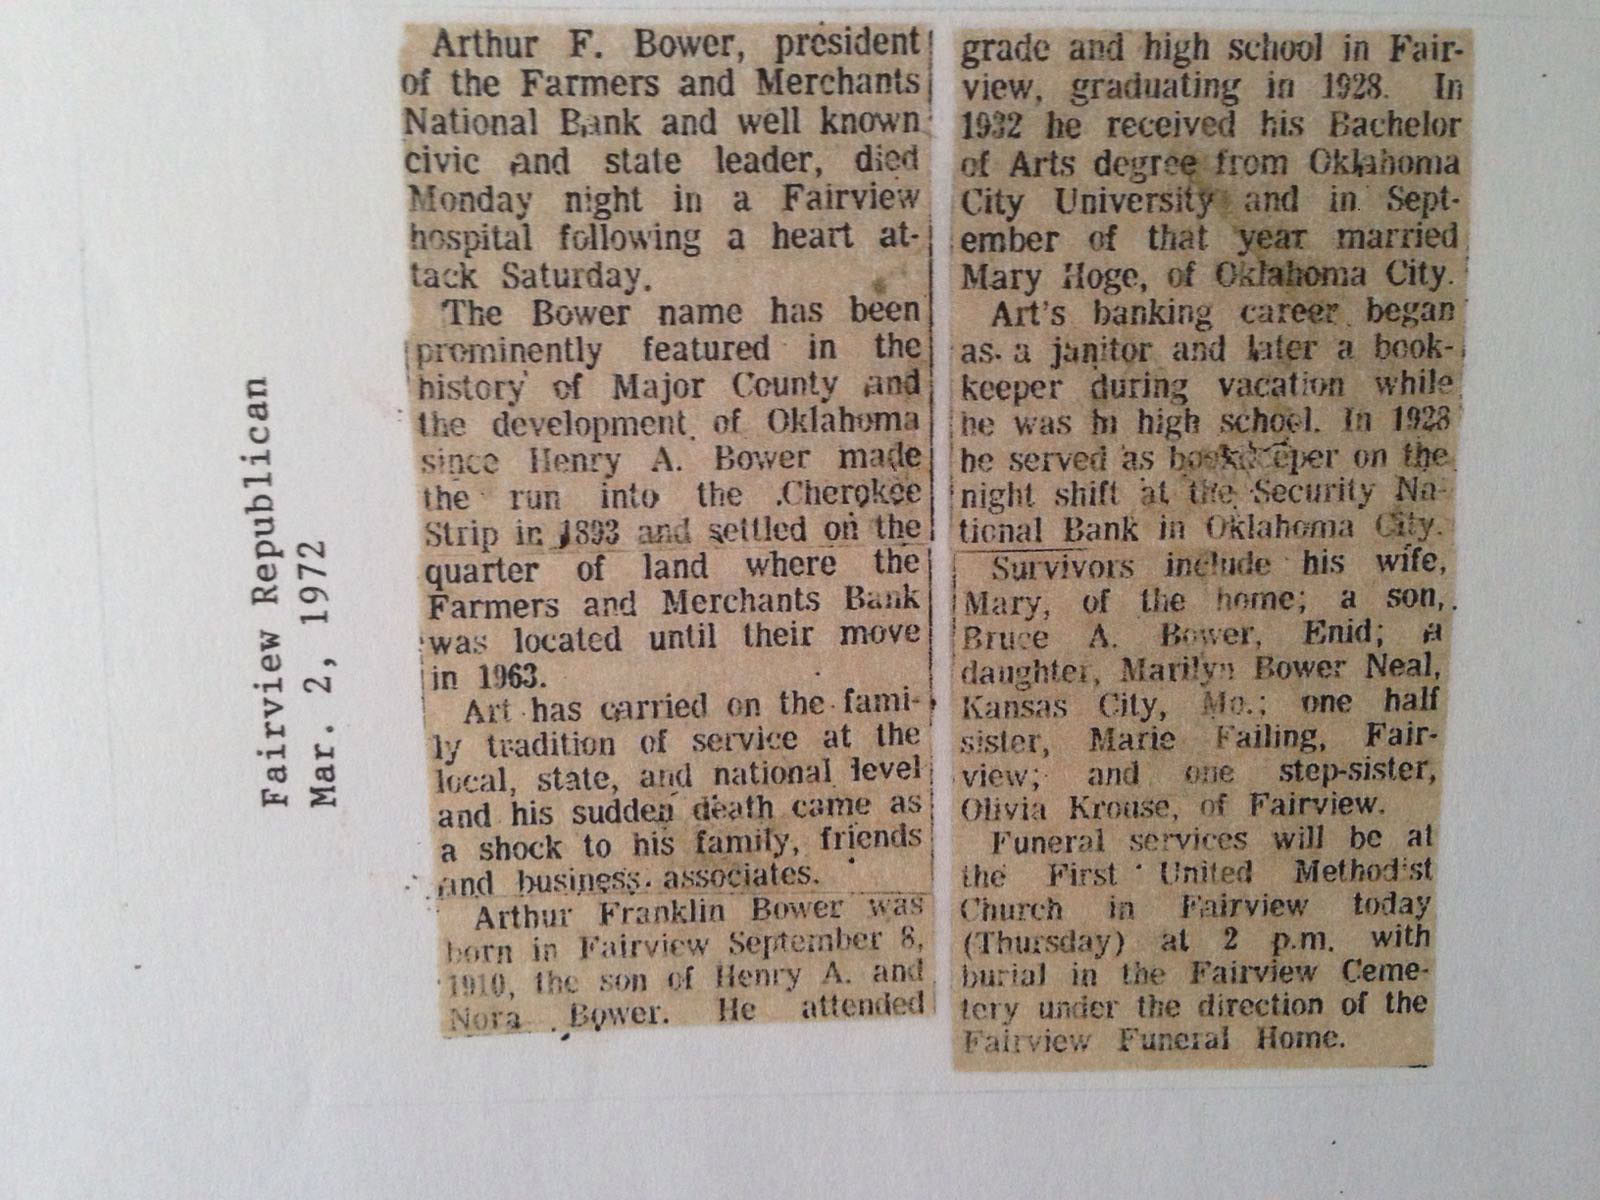 Fairview Republican
Mar. 2, 1972
Arthur F. Bower, president
of the Farmers and Merchants
National Bank and well known
civic and state leader, died
Monday night in a Fairview
hospital following a heart at-
tack Saturday.
The Bower name has been
prominently featured in the
history of Major County and
the development of Oklahoma
since Henry A. Bower made
the run into the Cherokee
Strip in 1893 and settled on the
quarter of land where the
Farmers and Merchants Bank
was located until their move
in 1963.
Art has carried on the fami-
ly tradition of service at the
local, state, and national level
and his sudden death came as
a shock to his family, friends
and business associates.
Arthur Franklin Bower was
born in Fairview September 8,
1910, the son of Henry A. and
Nora Bower. He attended
grade and high school in Fair-
view, graduating in 1928. In
1932 he received his Bachelor
of Arts degree from Oklahoma
City University and in Sept-
ember of that year married
Mary Hoge, of Oklahoma City.
Art's banking career began
as a janitor and later a book-
keeper during vacation while
he was in high school. In 1928
he served as bookkeeper on the
night shift at the Security Na-
tional Bank in Oklahoma City.
Survivors include his wife,
Mary, of the home; a son,
Bruce A. Bower, Enid; a
daughter, Marilyn Bower Neal,
Kansas City, Mo.; one half
sister, Marie Failing, Fair-
view; and one step-sister,
Olivia Krouse, of Fairview.
Funeral services will be at
the First United Methodist
Church in Fairview today
(Thursday) at 2 p.m. with
burial in the Fairview Ceme-
tery under the direction of the
Fairview Funeral Home.